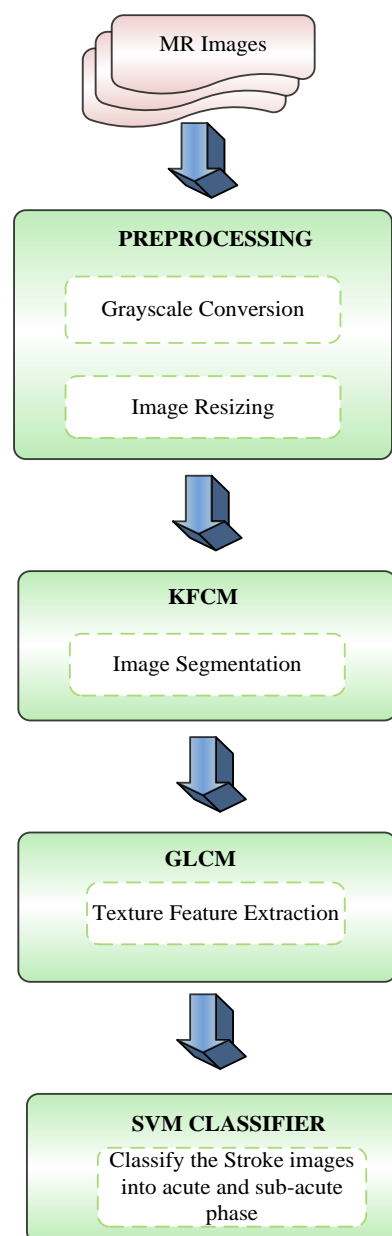 MR Images
PREPROCESSING
Grayscale Conversion
Image Resizing
KFCM
Image Segmentation
GLCM
Texture Feature Extraction
SVM CLASSIFIER
Classify the Stroke images
into acute and sub-acute
phase